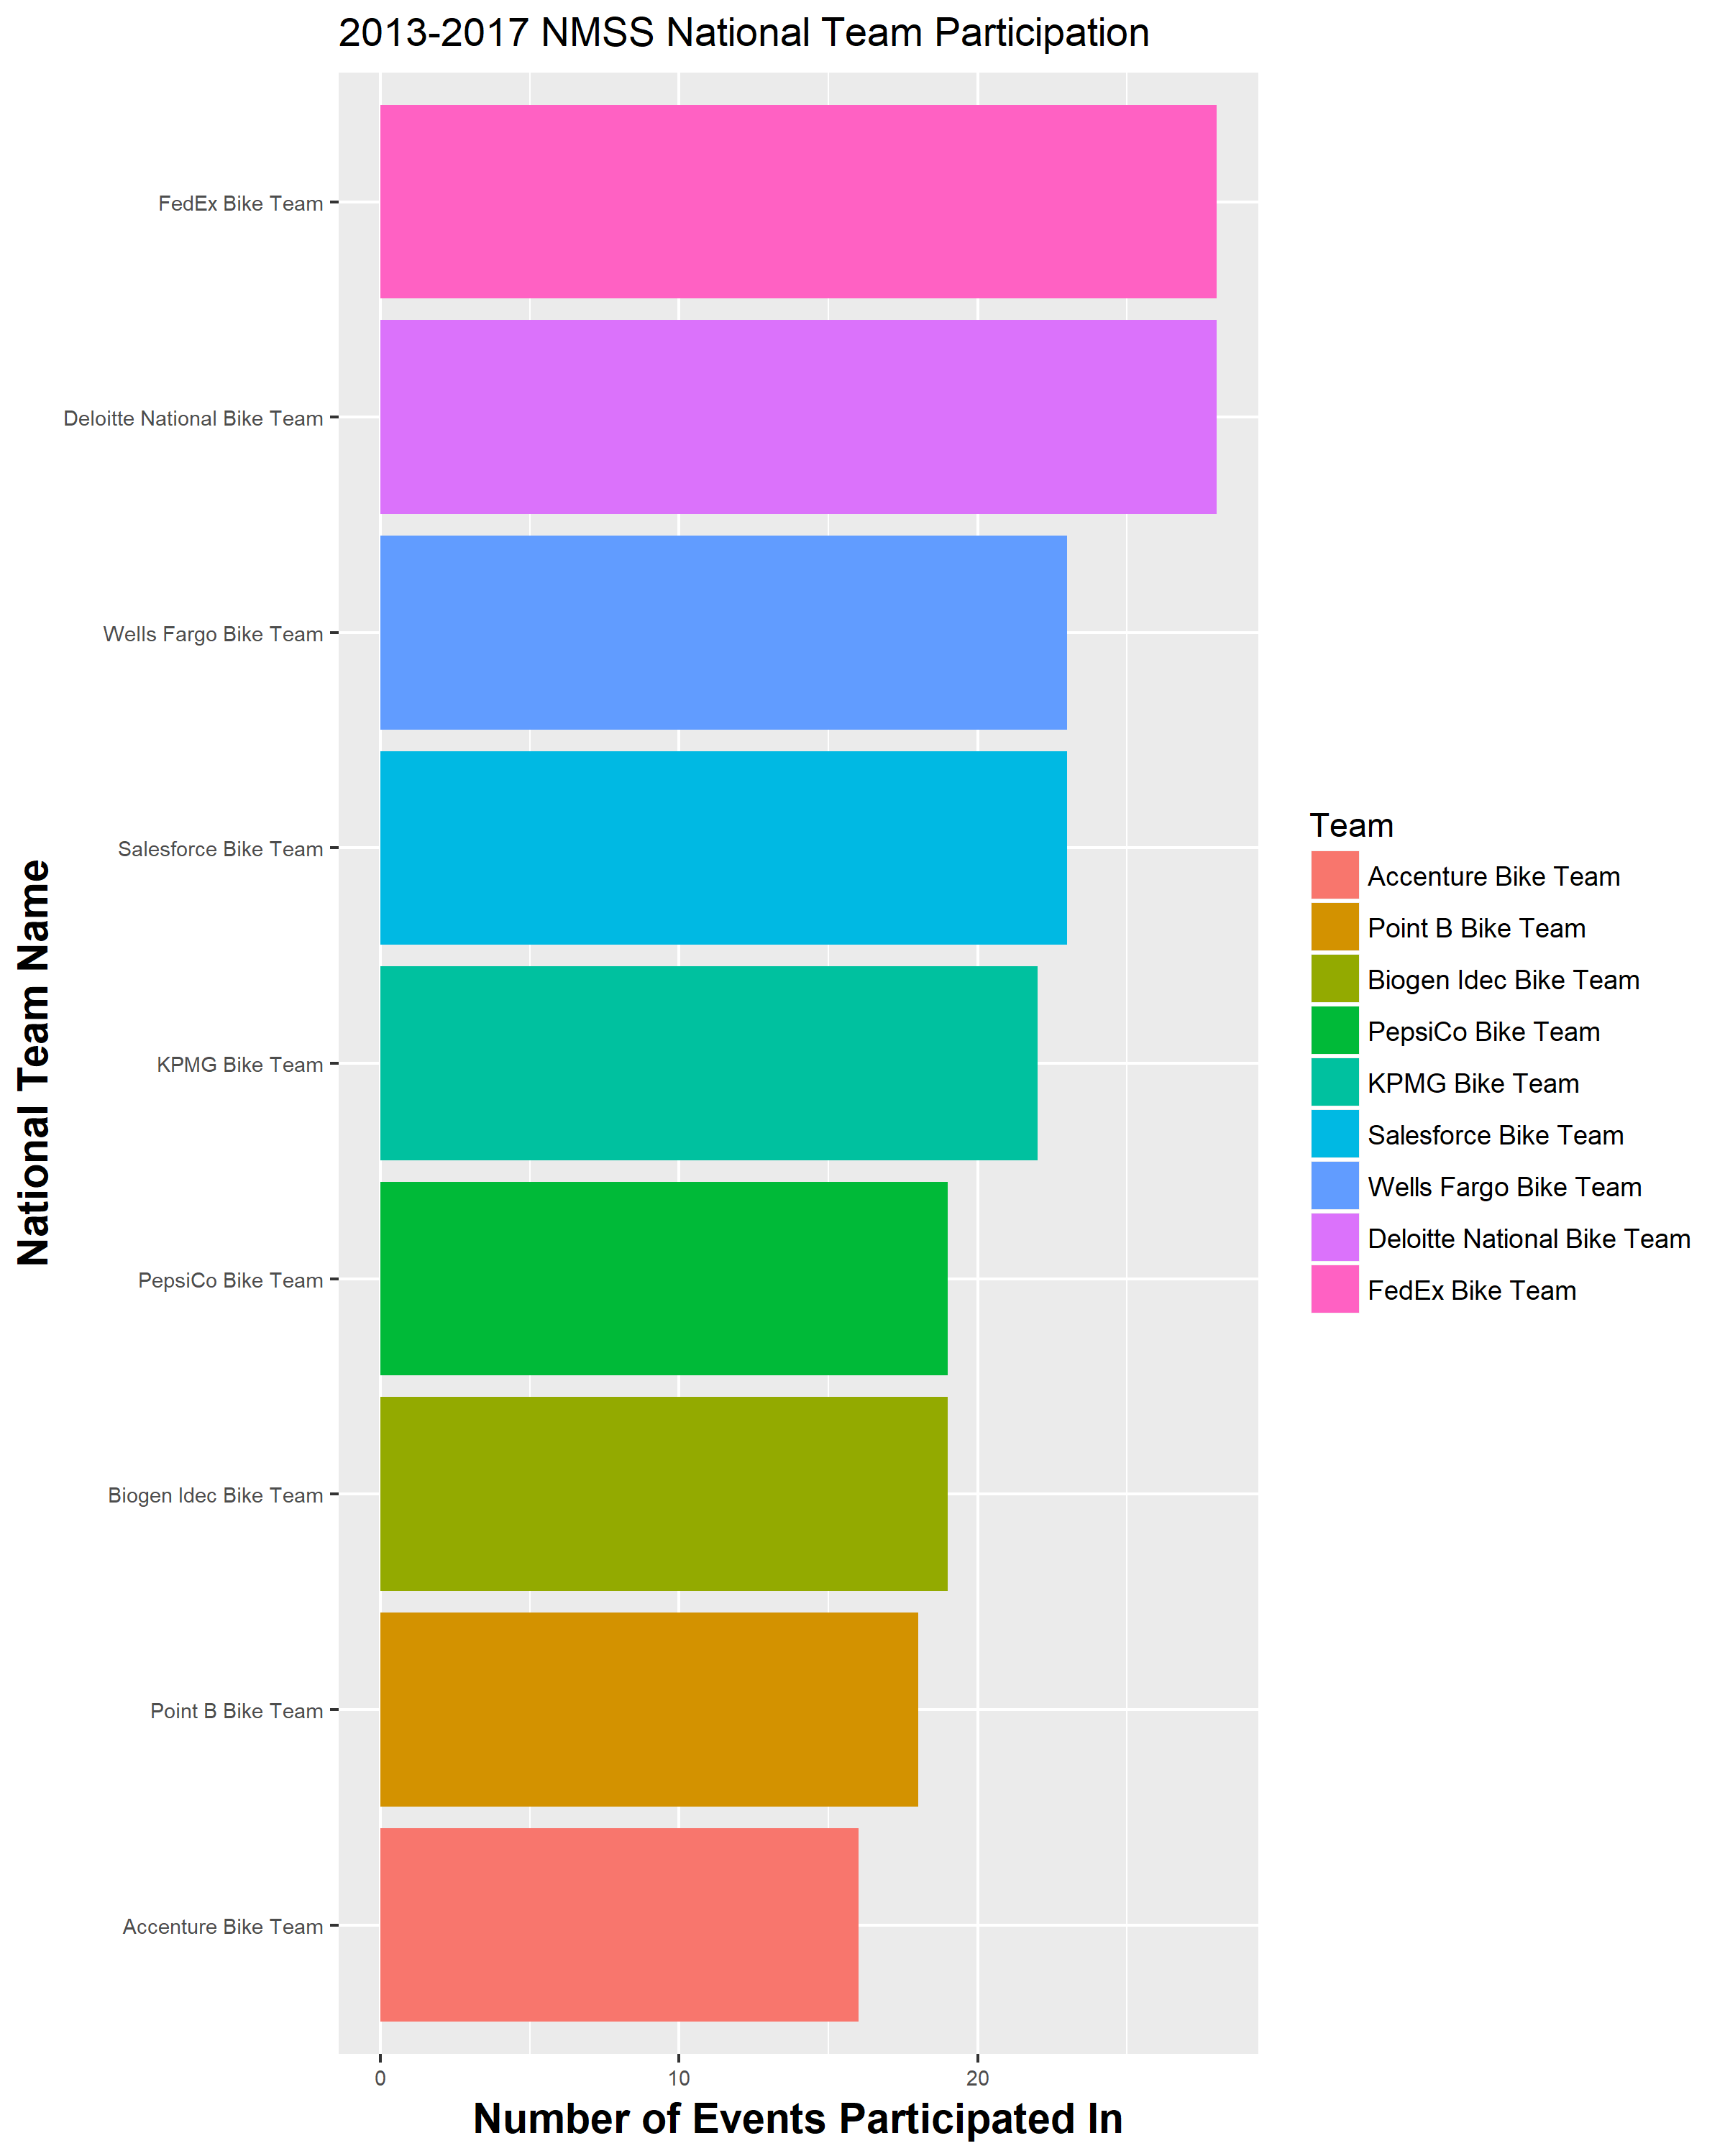 2013-2017 NMSS National Team Participation
National Team Name
FedEx Bike Team
Deloitte National Bike Team
Wells Fargo Bike Team
Salesforce Bike Team
KPMG Bike Team
PepsiCo Bike Team
Biogen Idec Bike Team
Point B Bike Team
Accenture Bike Team
0 10 20
Number of Events Participated In
Team
Accenture Bike Team
Point B Bike Team
Biogen Idec Bike Team
PepsiCo Bike Team
KPMG Bike Team
Salesforce Bike Team
Wells Fargo Bike Team
Deloitte National Bike Team
FedEx Bike Team